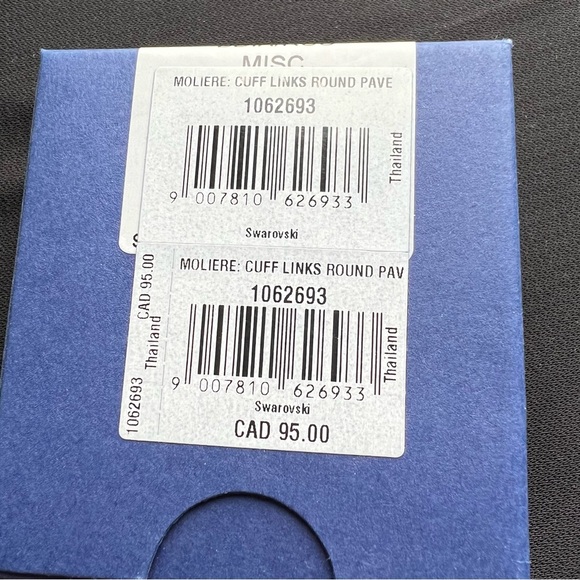 MISC
MOLIERE: CUFF LINKS ROUND PAVE
1062693
Thailand
9 007810 626933
Swarovski
S
CAD 95.00
Thailand
1062693
MOLIERE: CUFF LINKS ROUND PAV
1062693
Thailand
9 007810 626933
Swarovski
CAD 95.00